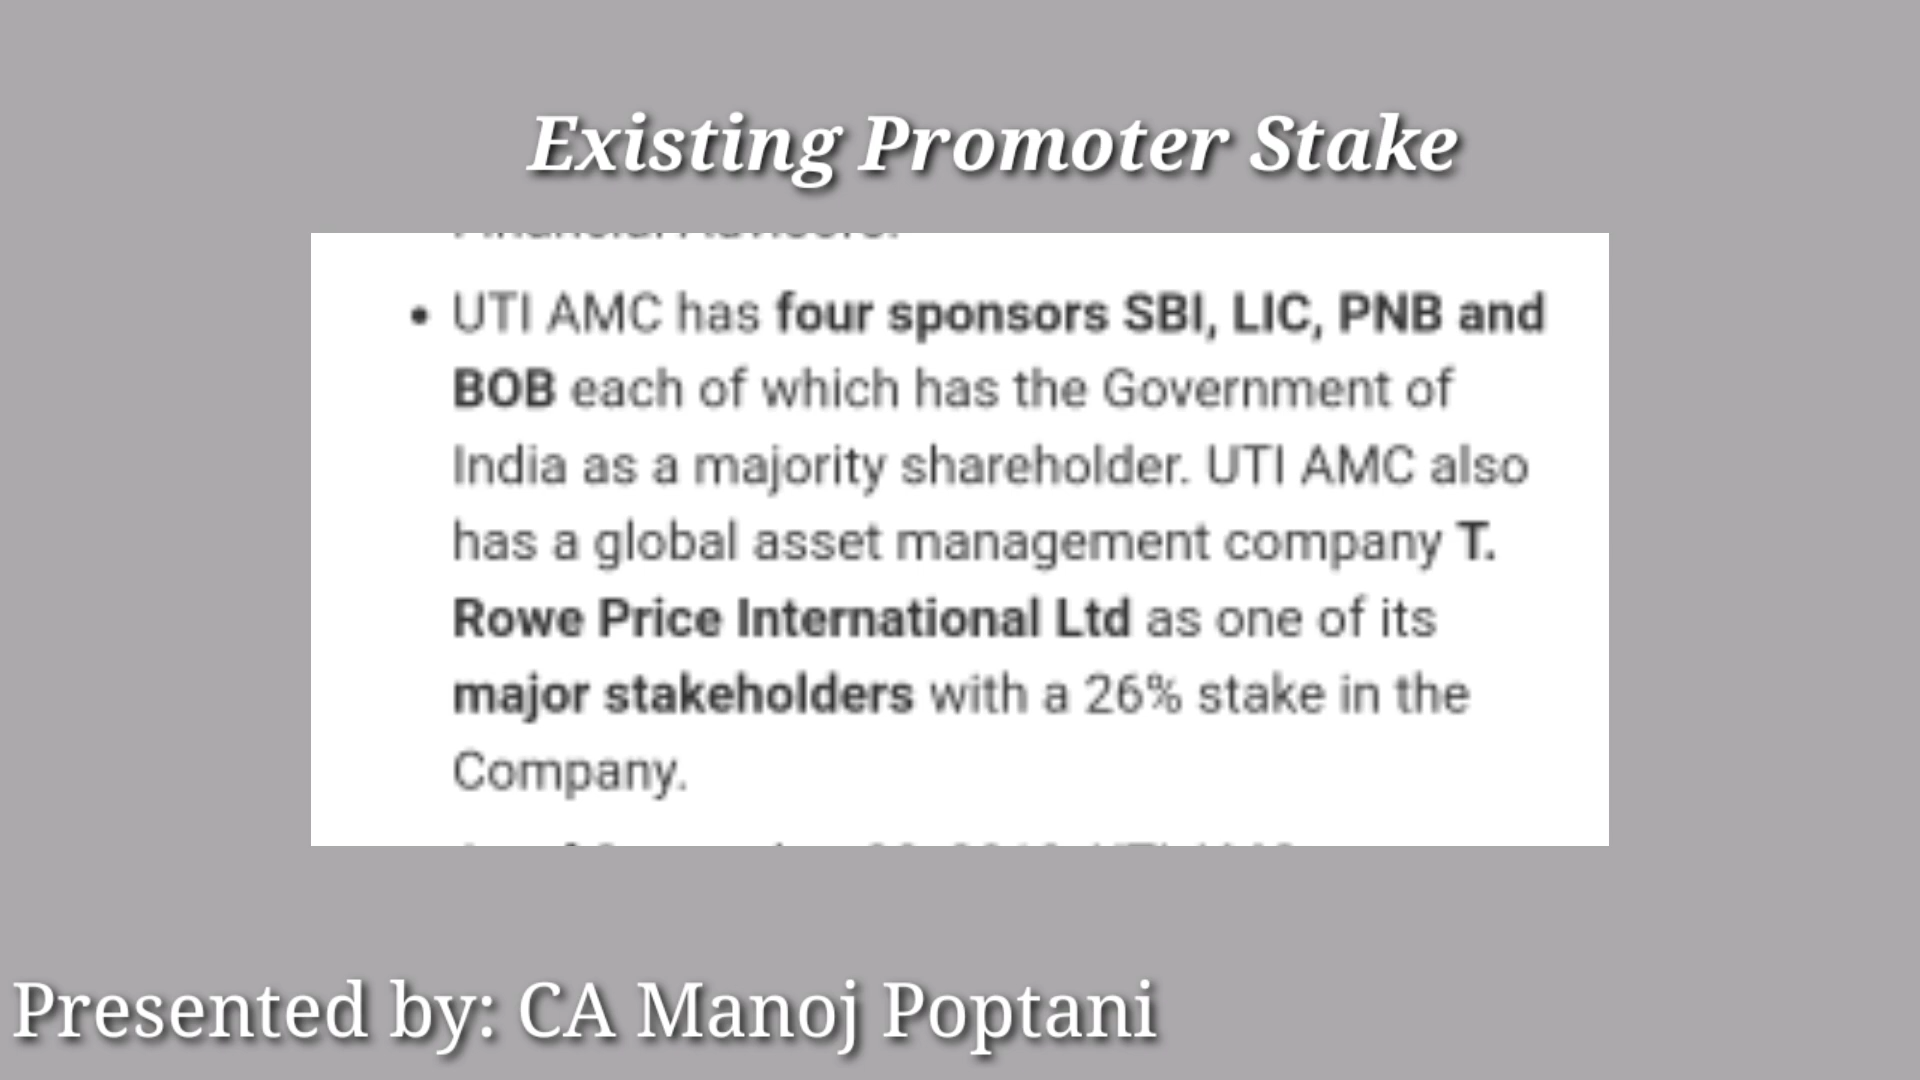 Existing Promoter Stake
• UTI AMC has four sponsors SBI, LIC, PNB and
BOB each of which has the Government of
India as a majority shareholder. UTI AMC also
has a global asset management company T.
Rowe Price International Ltd as one of its
major stakeholders with a 26% stake in the
Company.
Presented by: CA Manoj Poptani